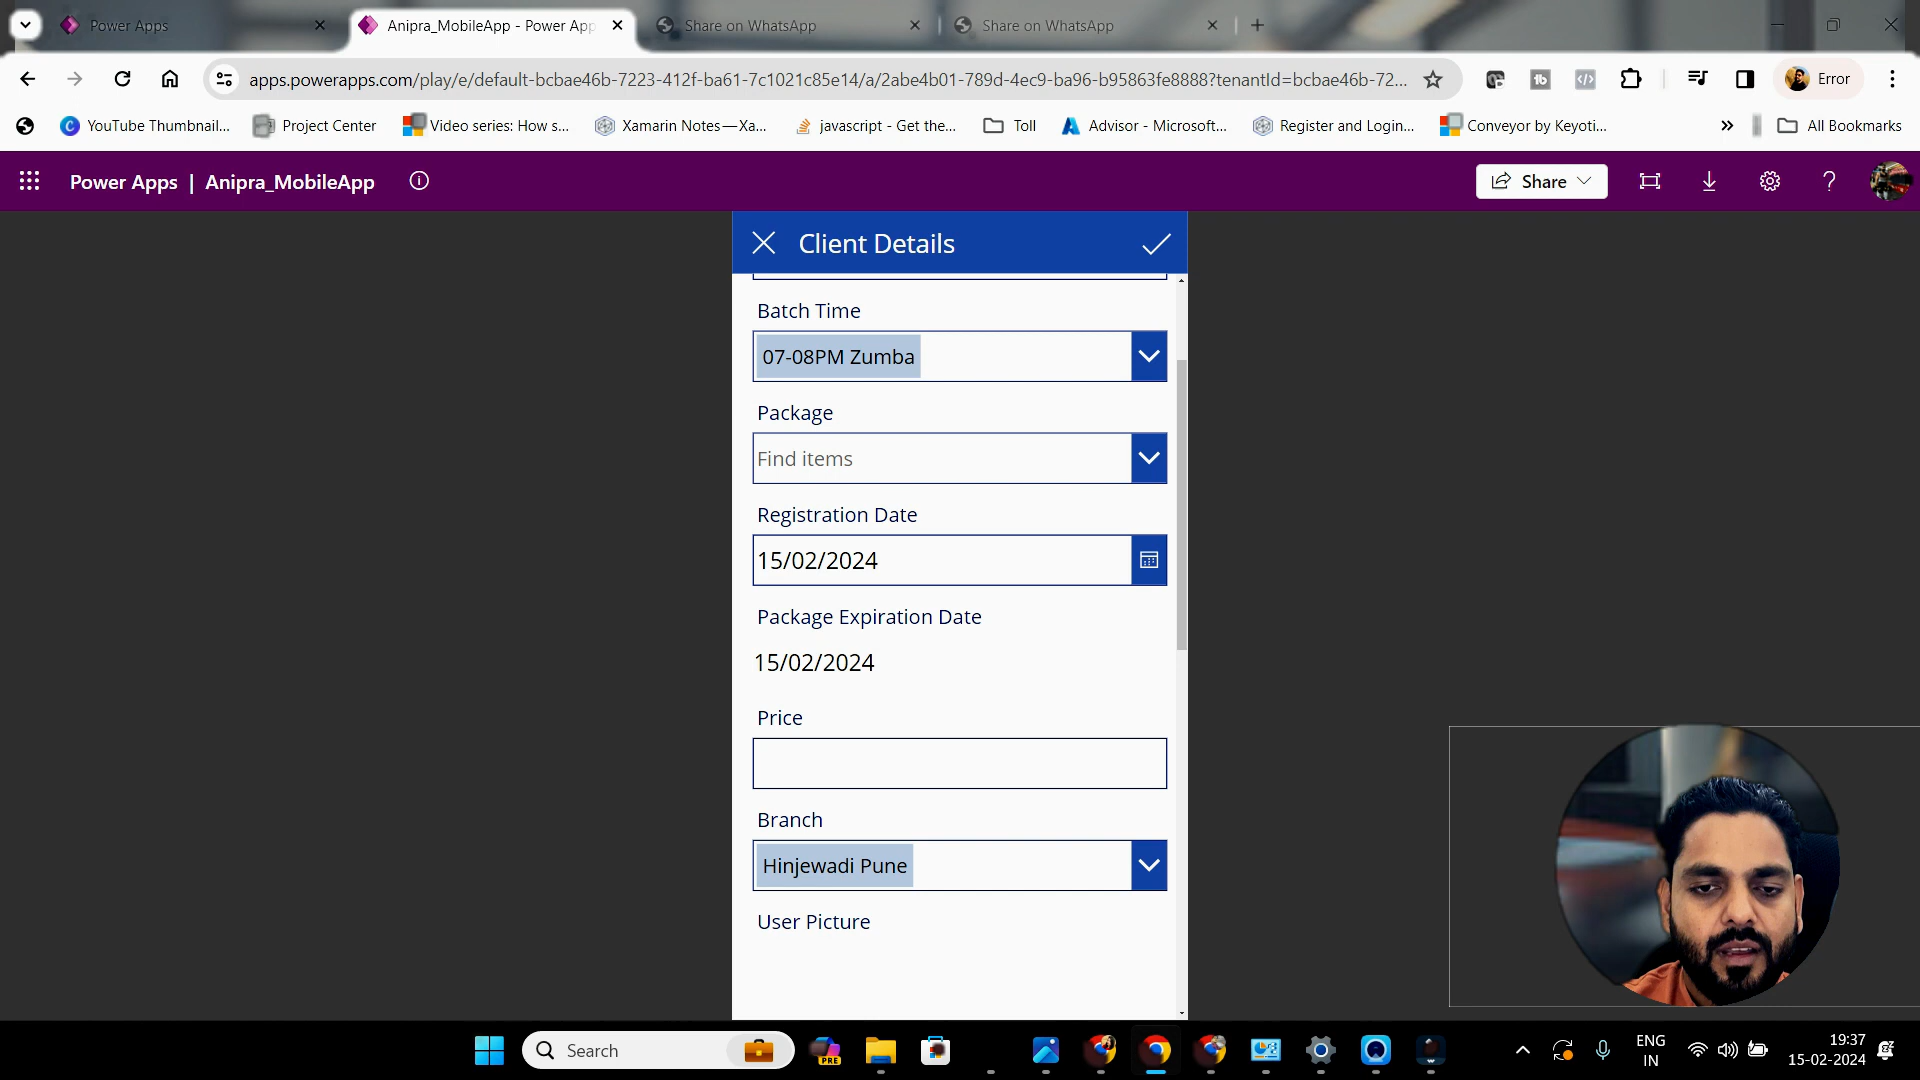 Power Apps
Anipra_MobileApp - Power App
Share on WhatsApp
Share on WhatsApp
apps.powerapps.com/play/e/default-bcbae46b-7223-412f-ba61-7c1021c85e14/a/2abe4b01-789d-4ec9-ba96-b95863fe8888?tenantId=bcbae46b-72...
Error
YouTube Thumbnail...
Project Center
Video series: How s...
Xamarin Notes—Xa...
javascript - Get the...
Toll
Advisor - Microsoft...
Register and Login...
Conveyor by Keyoti...
All Bookmarks
Power Apps | Anipra_MobileApp
Share
Client Details
Batch Time
07-08PM Zumba
Package
Find items
Registration Date
15/02/2024
Package Expiration Date
15/02/2024
Price
Branch
Hinjewadi Pune
User Picture
Search
PRE
ENG
IN
19:37
15-02-2024